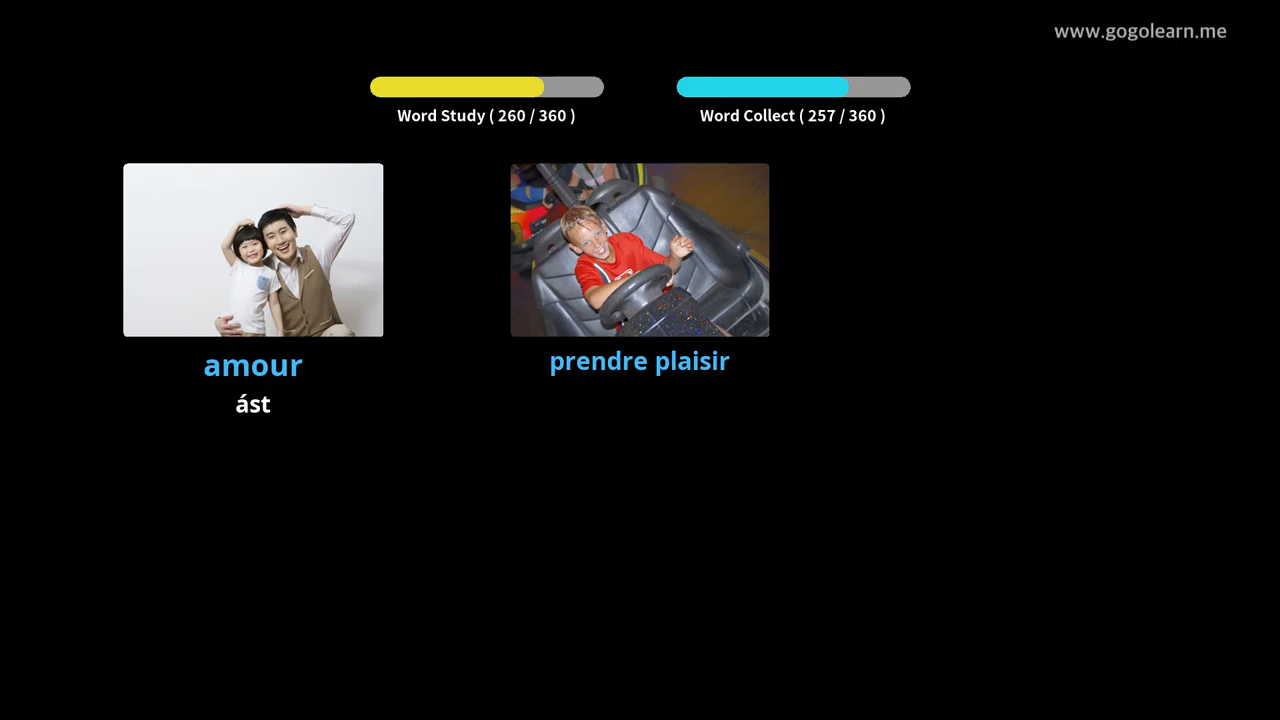 www.gogolearn.me
Word Study ( 260 / 360 )
Word Collect ( 257 / 360 )
amour
prendre plaisir
ást